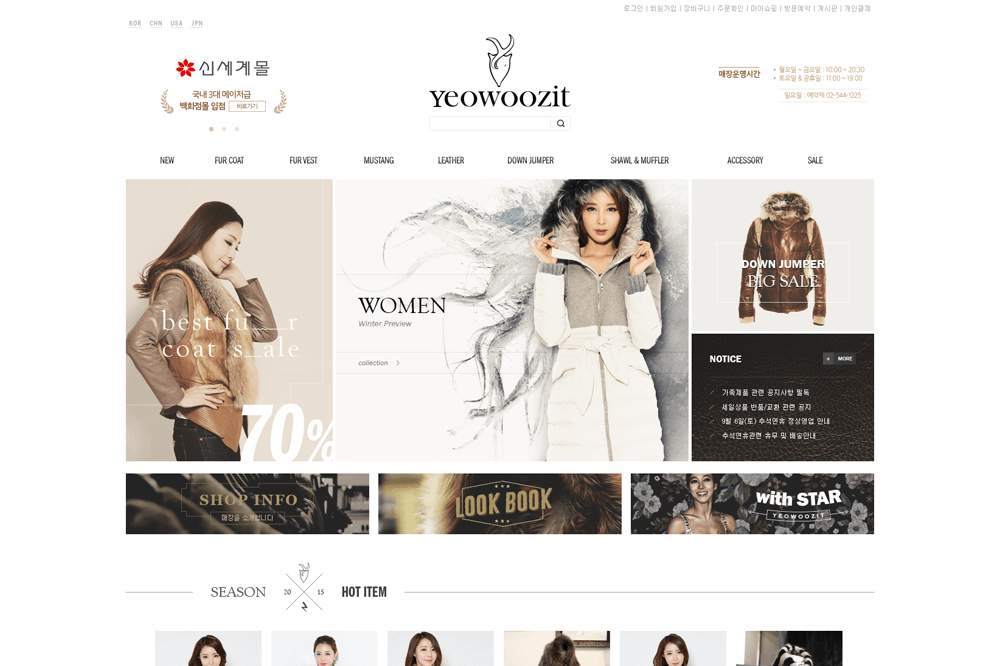 로그인 | 회원가입 | 장바구니 | 주문확인 | 마이쇼핑 | 방문예약 | 게시판 | 개인결제
KOR CHN USA JPN
신세계몰
국내 3대 메이저급
백화점몰 입점 바로가기
Yeowoozit
매장운영시간
월요일 ~ 금요일 : 10:00 ~ 20:30
토요일 & 공휴일 : 11:00 ~ 19:00
일요일 : 예약제 02-544-1225
NEW FUR COAT FUR VEST MUSTANG LEATHER DOWN JUMPER SHAWL & MUFFLER ACCESSORY SALE
best fu__r
coat s_ale
70%
WOMEN
Winter Preview
collection >
DOWN JUMPER
BIG SALE
NOTICE
+ MORE
가죽제품 관련 공지사항 필독
세일상품 반품/교환 관련 공지
9월 6일(토) 추석연휴 정상영업 안내
추석연휴관련 휴무 및 배송안내
SHOP INFO
매장을 소개합니다
LOOK BOOK
with STAR
YEOWOOZIT
SEASON 20 15 HOT ITEM